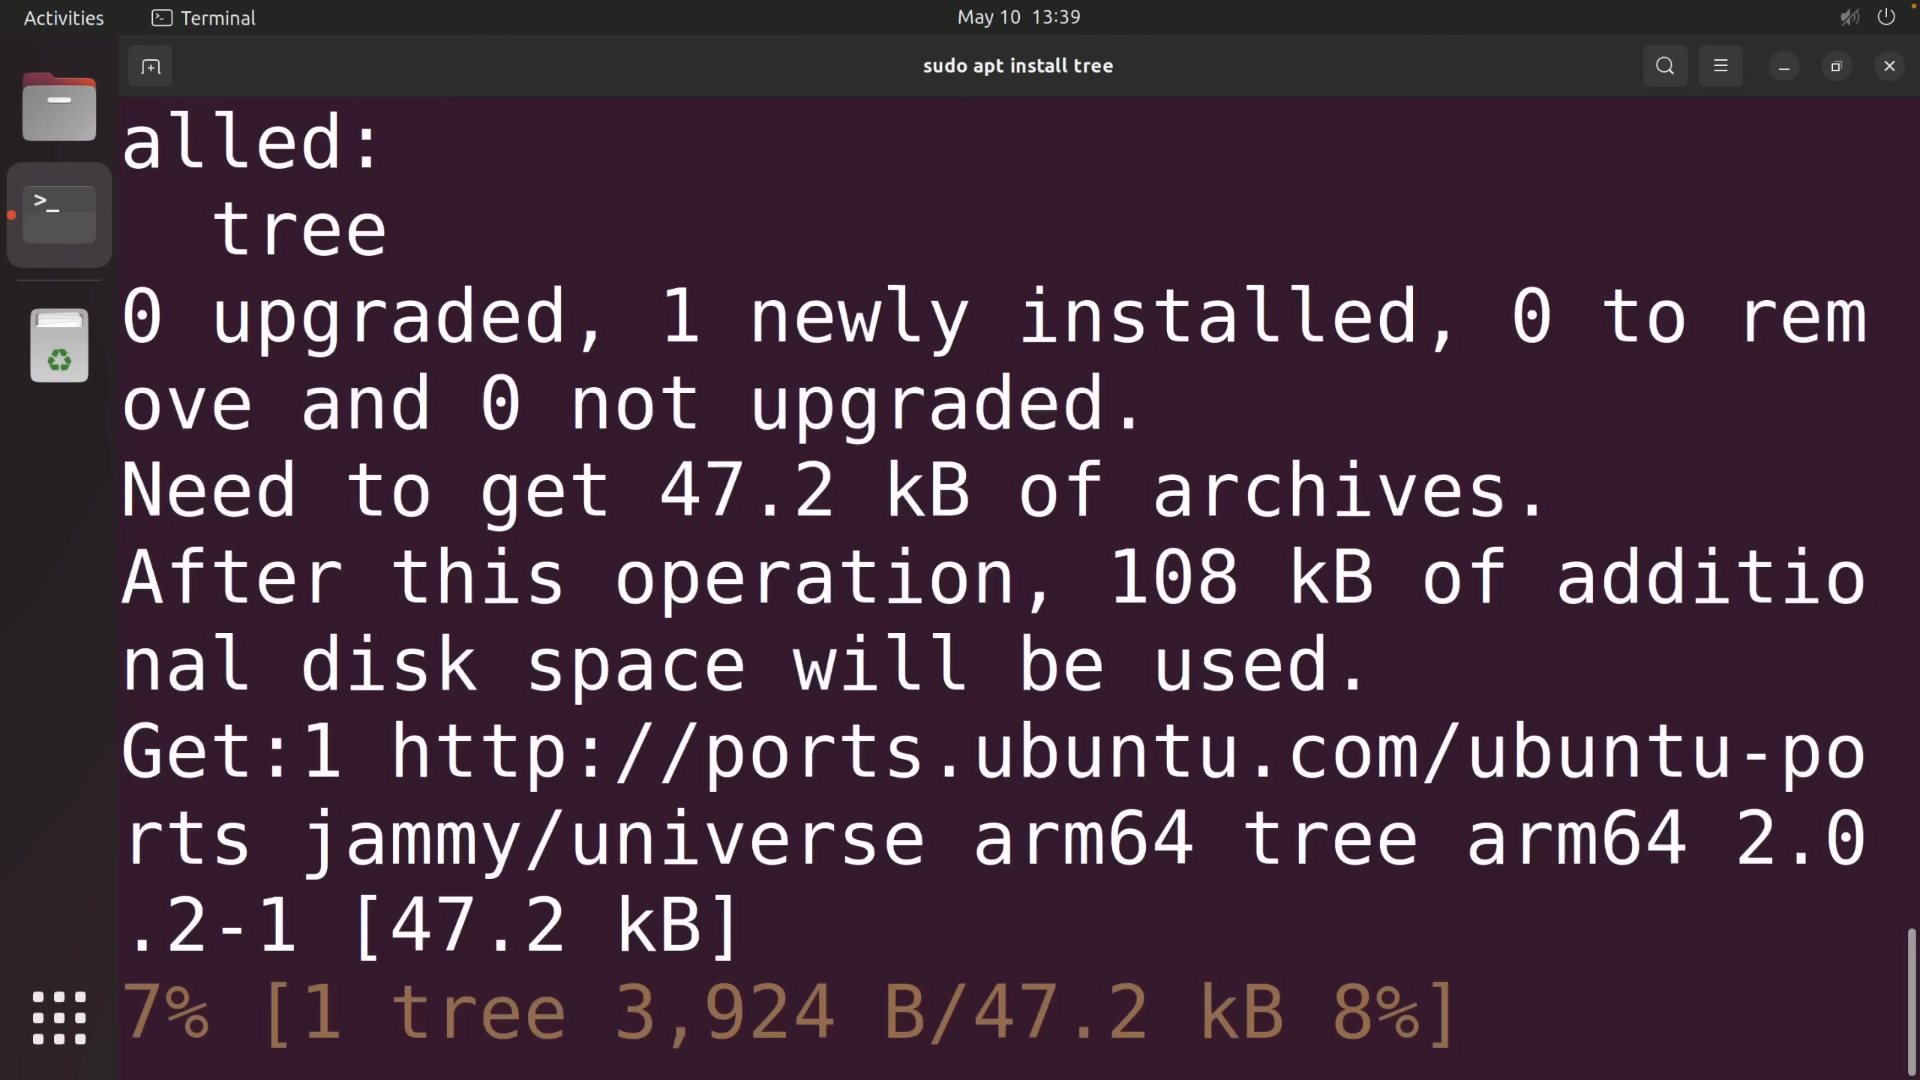 Activities
Terminal
May 10 13:39
sudo apt install tree
>_
alled:
  tree
0 upgraded, 1 newly installed, 0 to rem
ove and 0 not upgraded.
Need to get 47.2 kB of archives.
After this operation, 108 kB of additio
nal disk space will be used.
Get:1 http://ports.ubuntu.com/ubuntu-po
rts jammy/universe arm64 tree arm64 2.0
.2-1 [47.2 kB]
7% [1 tree 3,924 B/47.2 kB 8%]